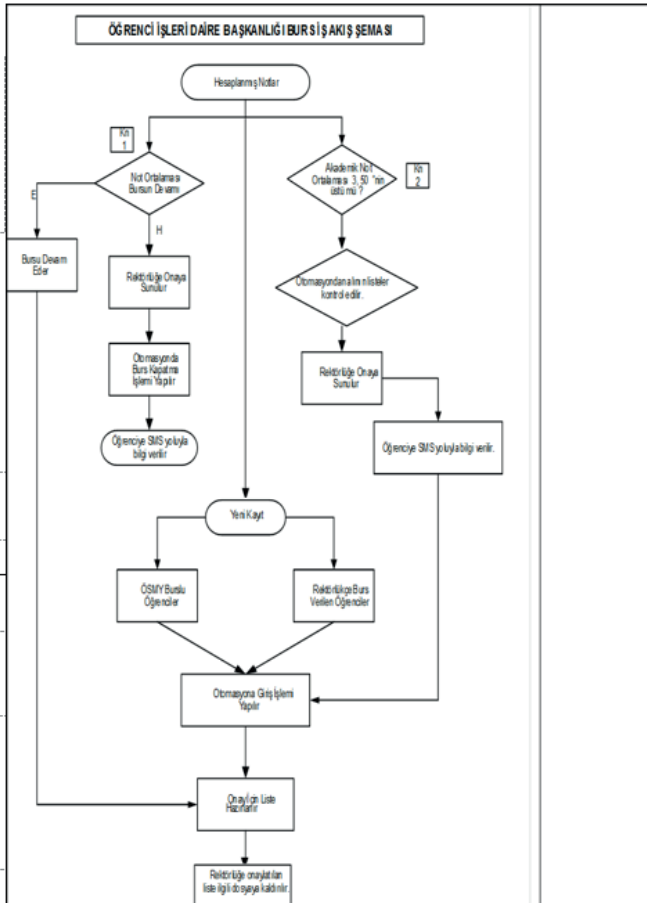 ÖĞRENCİ İŞLERİ DAİRE BAŞKANLIĞI BURS İŞ AKIŞ ŞEMASI
Hesaplanmış Notlar
Kri
1
Not Ortalaması
Bursun Devamı
Akademik Not
Ortalaması 3,50 "nin
üstü mü ?
Kri
2
E
H
Bursu Devam
Eder
Rektörlüğe Onaya
Sunulur
Otomasyondan alının listeler
kontrol edilir.
Otomasyonda
Burs Kapatma
İşlemi Yapılır
Rektörlüğe Onaya
Sunulur
Öğrenciye SMS yoluyla
bilgi verilir
Öğrenciye SMS yoluyla bilgi verilir.
Yeni Kayıt
ÖSMY Burslu
Öğrenciler
Rektörlükçe Burs
Verilen Öğrenciler
Otomasyona Giriş İşlemi
Yapılır
Onay İçin Liste
Hazırlanır
Rektörlüğe onaylatılan
liste ilgili dosyaya kaldırılır.